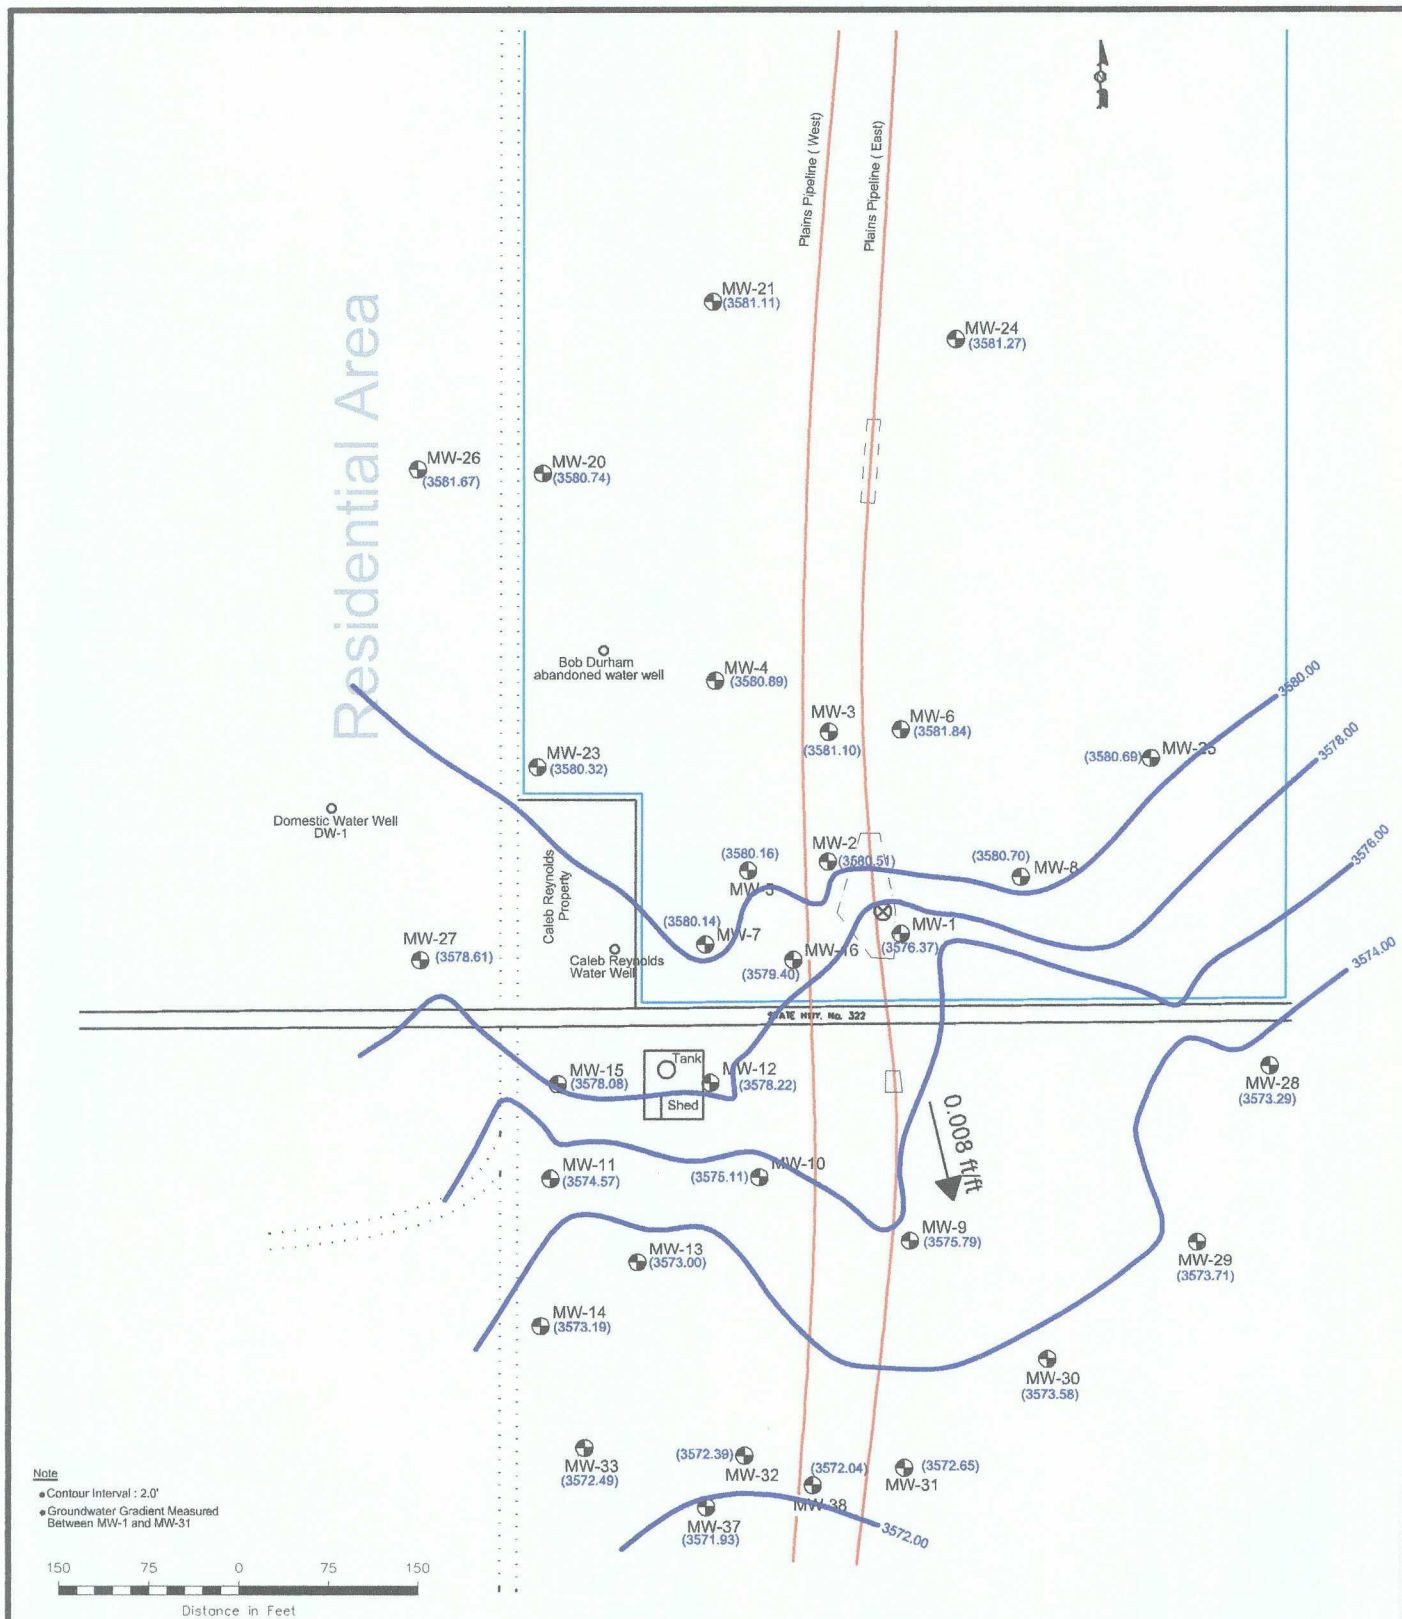 Plains Pipeline ( West)
Plains Pipeline ( East)
Residential Area
MW-21
(3581.11)
MW-24
(3581.27)
MW-26
(3581.67)
MW-20
(3580.74)
Bob Durham
abandoned water well
MW-4
(3580.89)
MW-3
(3581.10)
MW-6
(3581.84)
3580.00
MW-23
(3580.32)
(3580.69)
MW-25
3578.00
Domestic Water Well
DW-1
(3580.16)
MW-5
MW-2
(3580.51)
(3580.70)
MW-8
3576.00
Caleb Reynolds
Property
(3580.14)
MW-7
MW-1
(3576.37)
MW-27
(3578.61)
Caleb Reynolds
Water Well
MW-16
(3579.40)
3574.00
STATE HWY. No. 322
Tank
Shed
MW-15
(3578.08)
MW-12
(3578.22)
MW-28
(3573.29)
0.008 ft/ft
MW-11
(3574.57)
(3575.11)
MW-10
MW-9
(3575.79)
MW-29
(3573.71)
MW-13
(3573.00)
MW-14
(3573.19)
MW-30
(3573.58)
MW-33
(3572.49)
(3572.39)
MW-32
(3572.04)
MW-38
(3572.65)
MW-31
MW-37
(3571.93)
3572.00
Note
Contour Interval : 2.0'
Groundwater Gradient Measured
Between MW-1 and MW-31
150 75 0 75 150
Distance in Feet